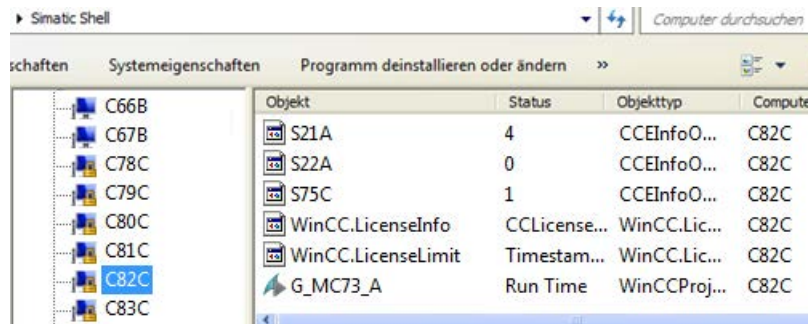 Simatic Shell
Computer durchsuchen
schaften Systemeigenschaften Programm deinstallieren oder ändern »
C66B
C67B
C78C
C79C
C80C
C81C
C82C
C83C
Objekt Status Objekttyp Compute
S21A 4 CCEInfoO... C82C
S22A 0 CCEInfoO... C82C
S75C 1 CCEInfoO... C82C
WinCC.LicenseInfo CCLicense... WinCC.Lic... C82C
WinCC.LicenseLimit Timestam... WinCC.Lic... C82C
G_MC73_A Run Time WinCCProj... C82C